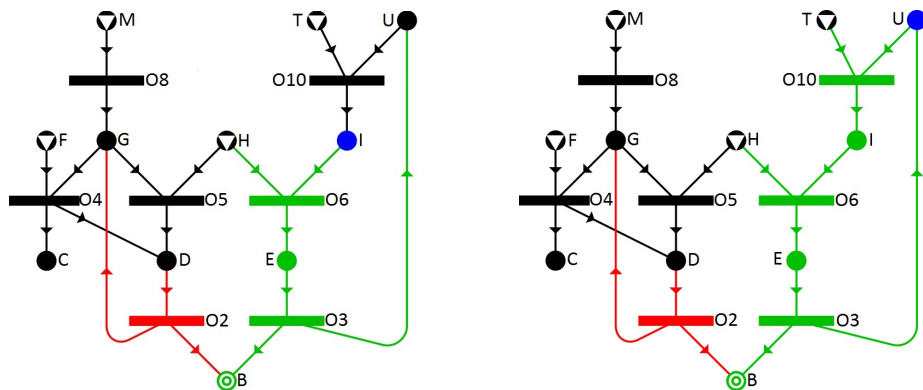 M T U M T U
O8 O10 O8 O10
F G H I F G H I
O4 O5 O6 O4 O5 O6
C D E C D E
O2 O3 O2 O3
B B